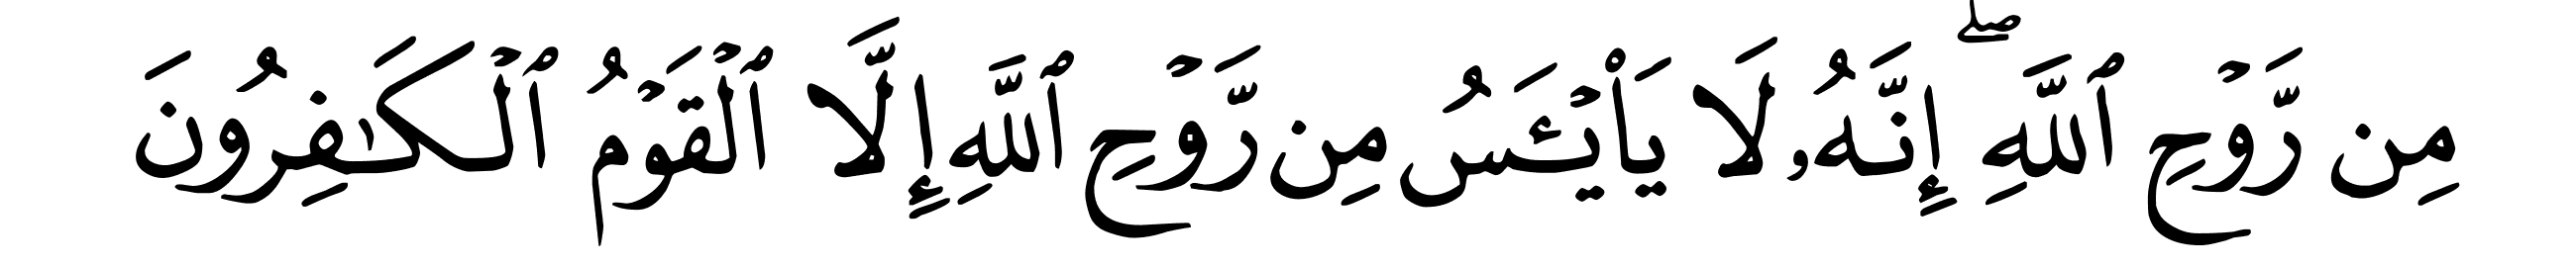 مِن رَّوۡحِ ٱللَّهِۖ إِنَّهُۥ لَا يَاْيۡـَٔسُ مِن رَّوۡحِ ٱللَّهِ إِلَّا ٱلۡقَوۡمُ ٱلۡكَٰفِرُونَ